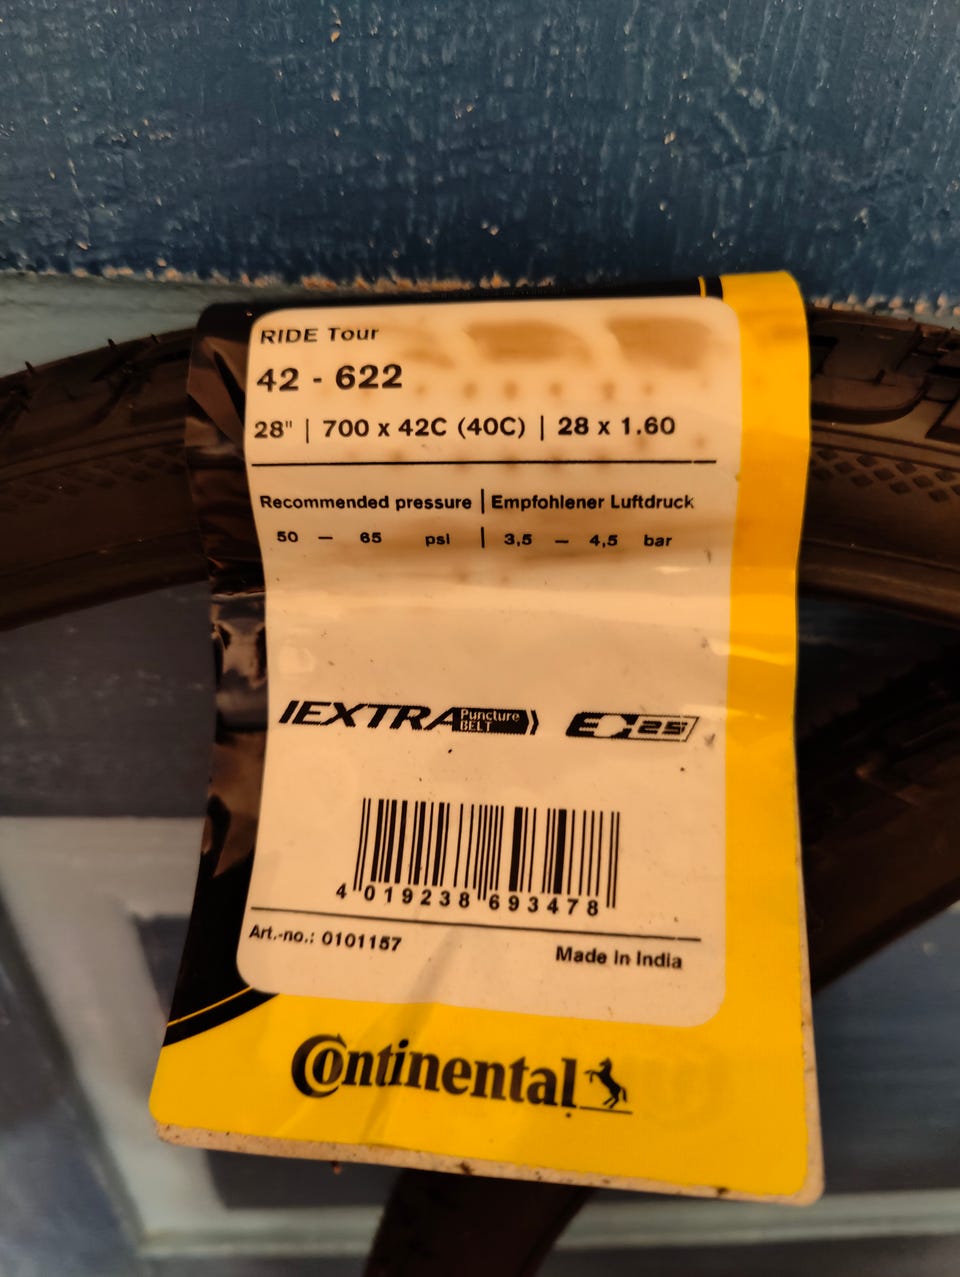 RIDE Tour
42 - 622
28" | 700 x 42C (40C) | 28 x 1.60
Recommended pressure | Empfohlener Luftdruck
50 – 65 psi | 3,5 – 4,5 bar
EXTRA Puncture BELT E 25
4 019238 693478
Art.-no.: 0101157 Made in India
Continental